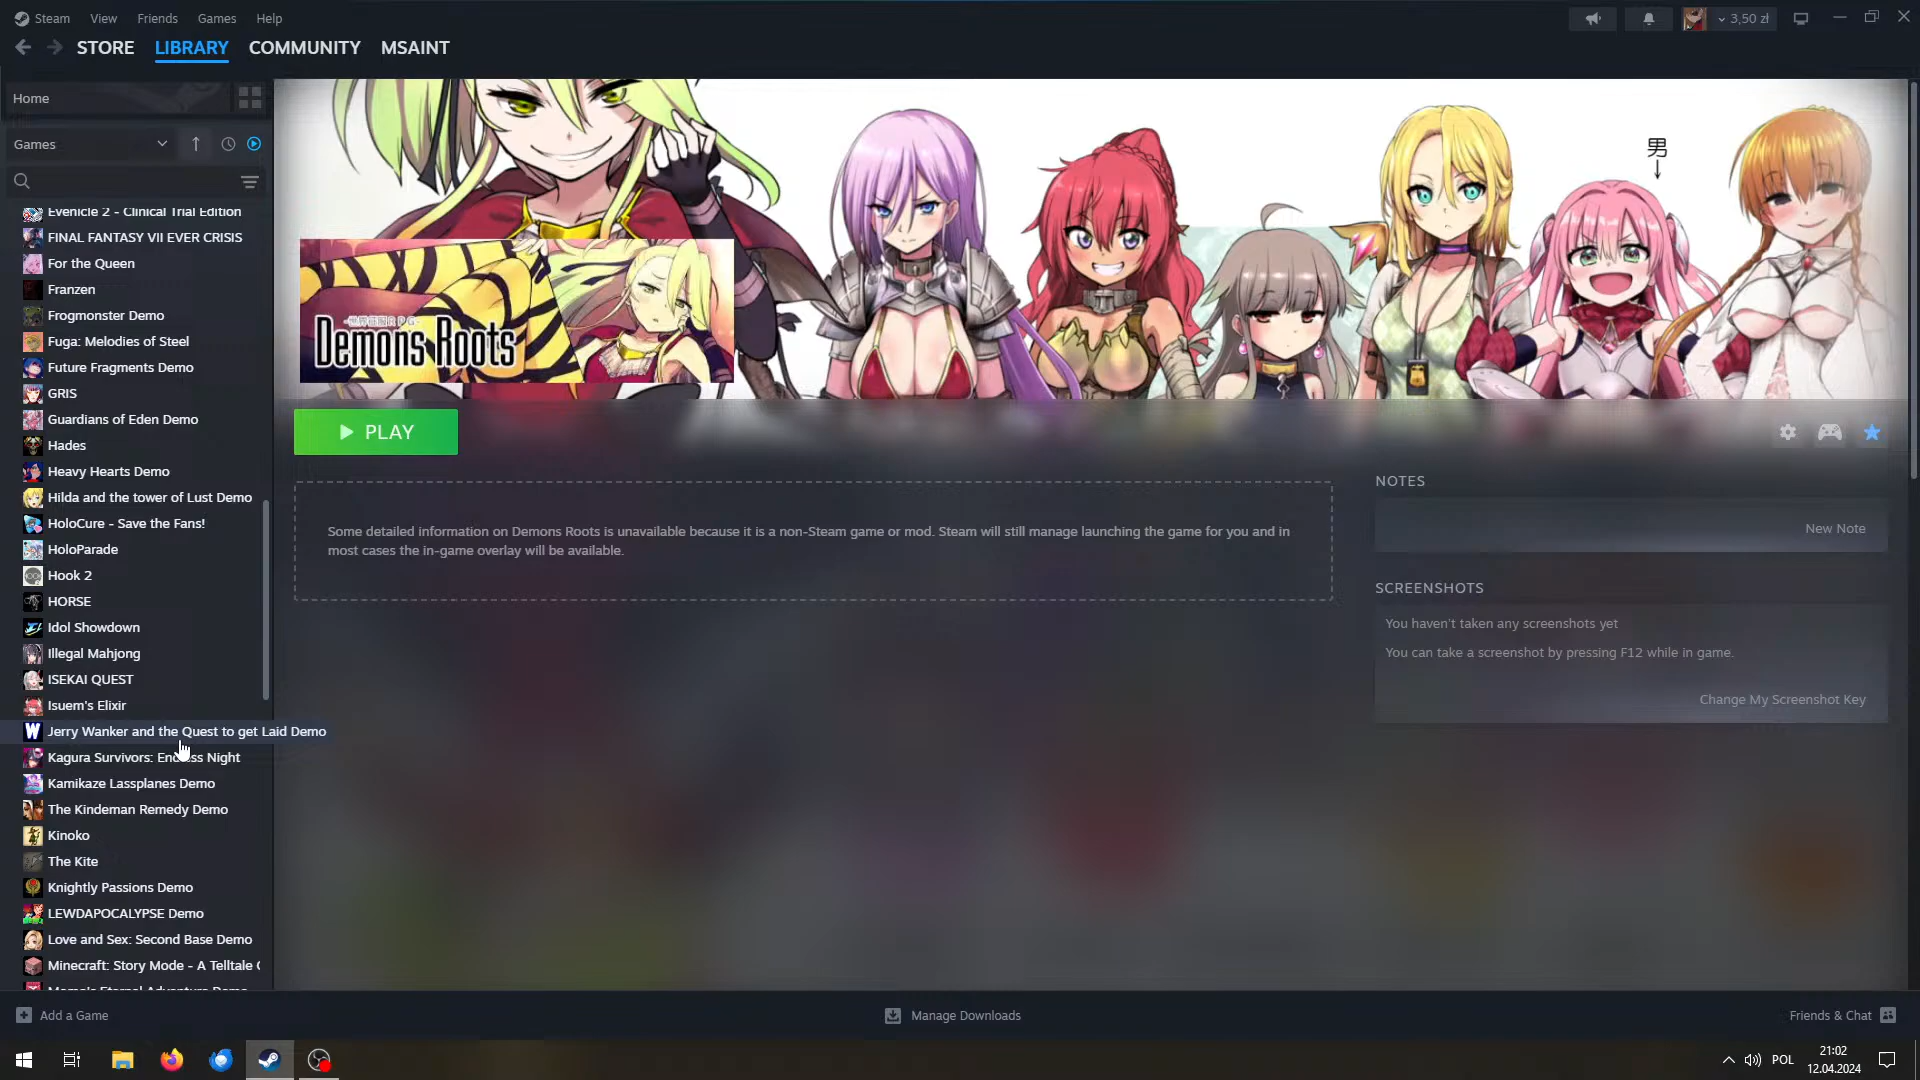 Steam View Friends Games Help
3,50 zł
STORE LIBRARY COMMUNITY MSAINT
Home
Games
Evenicle 2 - Clinical Trial Edition
FINAL FANTASY VII EVER CRISIS
For the Queen
Franzen
Frogmonster Demo
Fuga: Melodies of Steel
Future Fragments Demo
GRIS
Guardians of Eden Demo
Hades
Heavy Hearts Demo
Hilda and the tower of Lust Demo
HoloCure - Save the Fans!
HoloParade
Hook 2
HORSE
Idol Showdown
Illegal Mahjong
ISEKAI QUEST
Isuem's Elixir
Jerry Wanker and the Quest to get Laid Demo
Kagura Survivors: Endless Night
Kamikaze Lassplanes Demo
The Kindeman Remedy Demo
Kinoko
The Kite
Knightly Passions Demo
LEWDAPOCALYPSE Demo
Love and Sex: Second Base Demo
Minecraft: Story Mode - A Telltale
男
-世界征服RPG-
Demons Roots
PLAY
Some detailed information on Demons Roots is unavailable because it is a non-Steam game or mod. Steam will still manage launching the game for you and in
most cases the in-game overlay will be available.
NOTES
New Note
SCREENSHOTS
You haven't taken any screenshots yet
You can take a screenshot by pressing F12 while in game.
Change My Screenshot Key
Add a Game
Manage Downloads
Friends & Chat
POL
21:02
12.04.2024